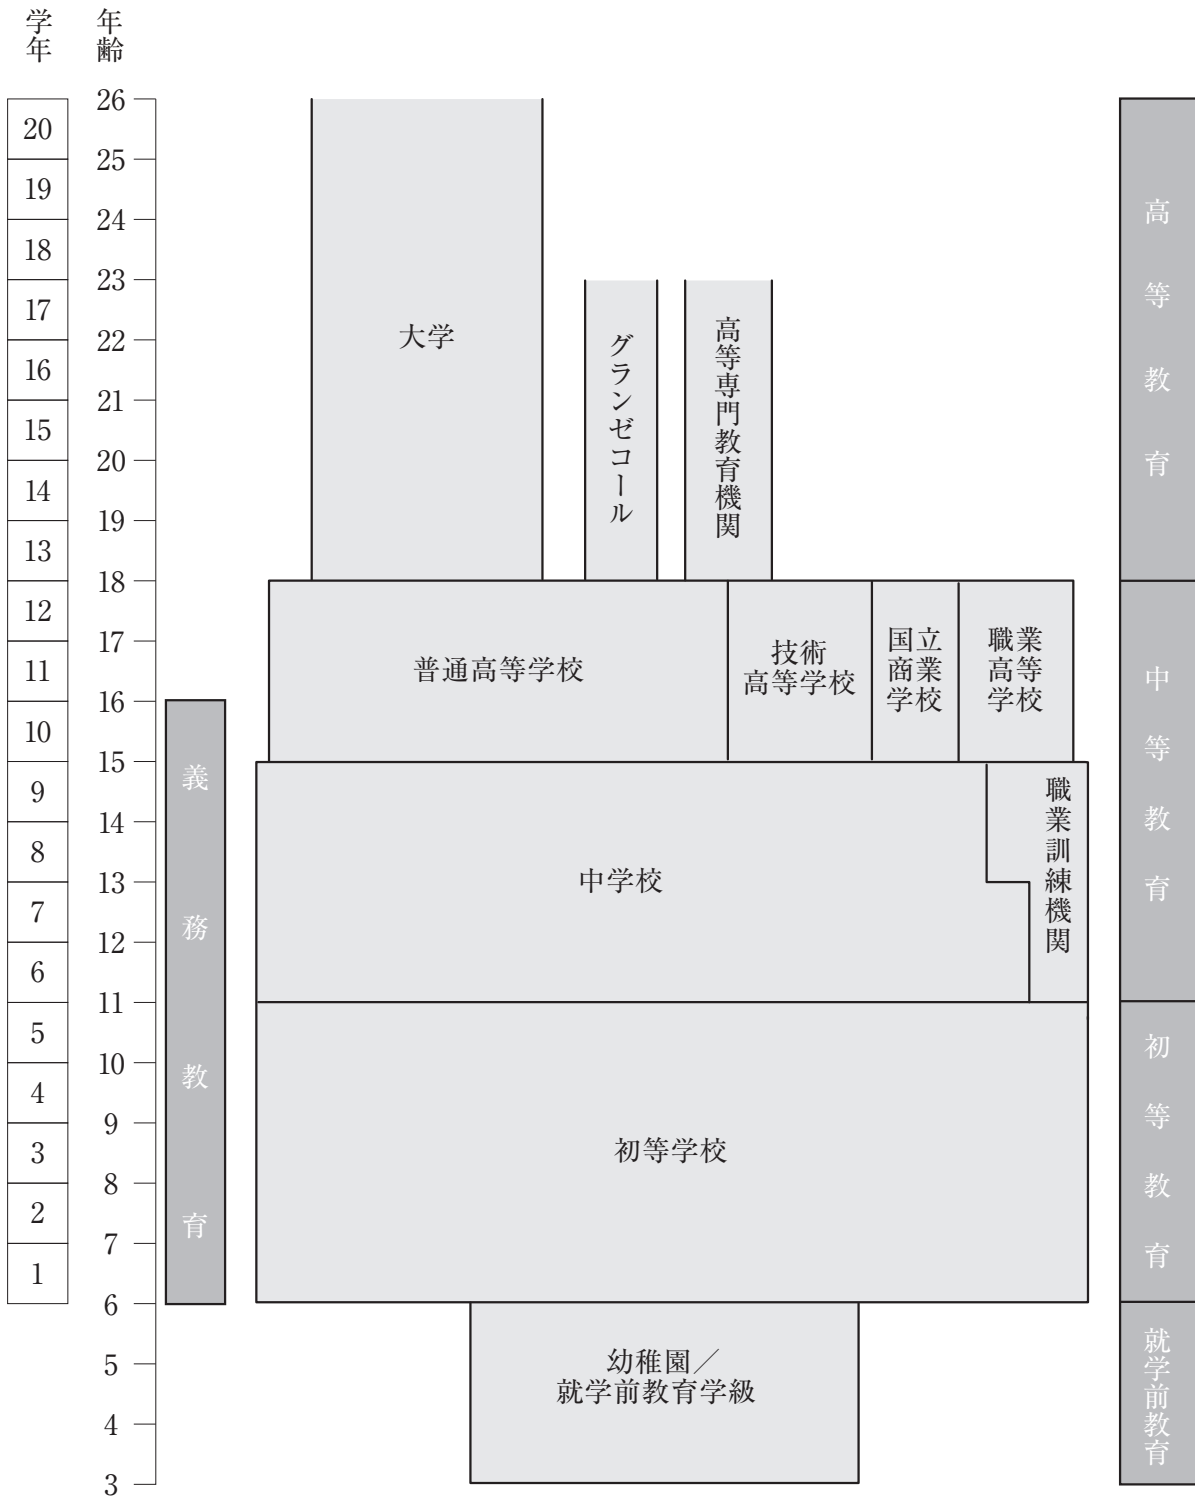 学年
年齢
20
19
18
17
16
15
14
13
12
11
10
9
8
7
6
5
4
3
2
1
26
25
24
23
22
21
20
19
18
17
16
15
14
13
12
11
10
9
8
7
6
5
4
3
義務教育
大学
グランゼコール
高等専門教育機関
普通高等学校
技術
高等学校
国立
商業
学校
職業
高等
学校
中学校
職業訓練機関
初等学校
幼稚園／
就学前教育学級
高等教育
中等教育
初等教育
就学前教育